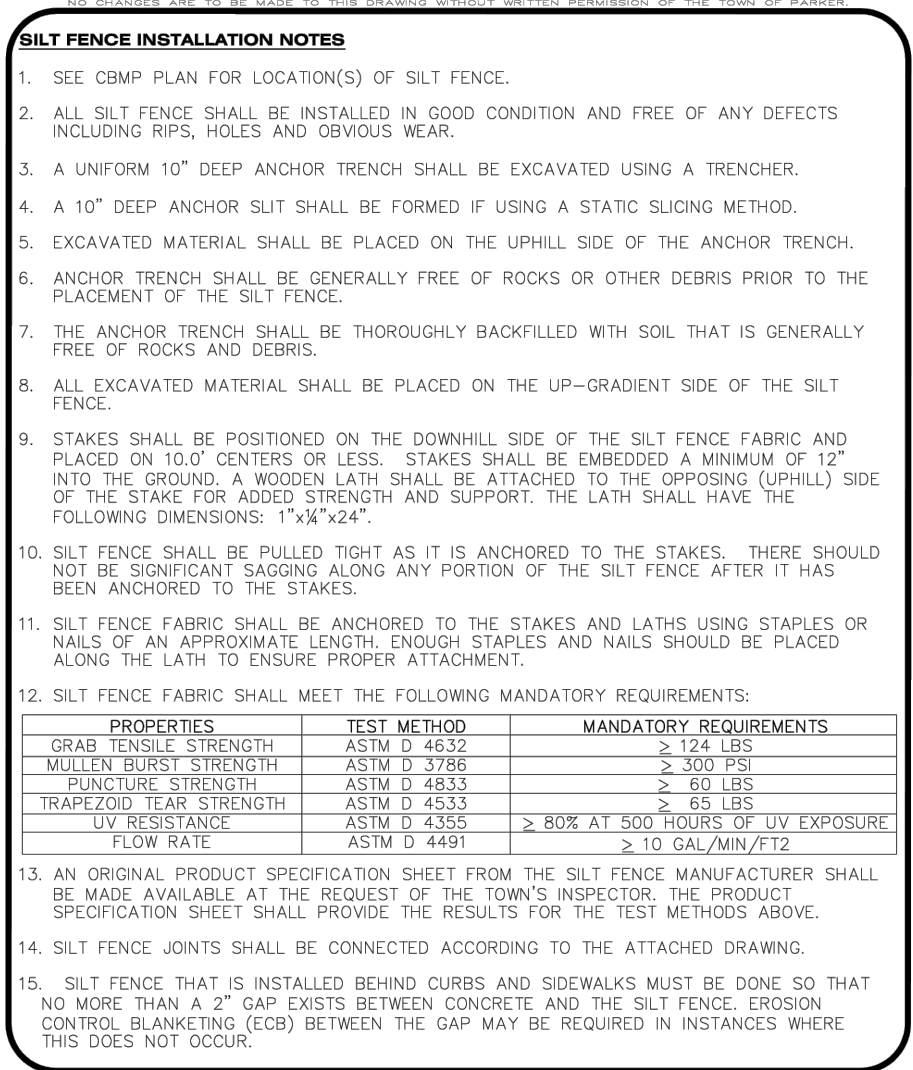 NO CHANGES ARE TO BE MADE TO THIS DRAWING WITHOUT WRITTEN PERMISSION OF THE TOWN OF PARKER.
SILT FENCE INSTALLATION NOTES
1. SEE CBMP PLAN FOR LOCATION(S) OF SILT FENCE.
2. ALL SILT FENCE SHALL BE INSTALLED IN GOOD CONDITION AND FREE OF ANY DEFECTS
INCLUDING RIPS, HOLES AND OBVIOUS WEAR.
3. A UNIFORM 10" DEEP ANCHOR TRENCH SHALL BE EXCAVATED USING A TRENCHER.
4. A 10" DEEP ANCHOR SLIT SHALL BE FORMED IF USING A STATIC SLICING METHOD.
5. EXCAVATED MATERIAL SHALL BE PLACED ON THE UPHILL SIDE OF THE ANCHOR TRENCH.
6. ANCHOR TRENCH SHALL BE GENERALLY FREE OF ROCKS OR OTHER DEBRIS PRIOR TO THE
PLACEMENT OF THE SILT FENCE.
7. THE ANCHOR TRENCH SHALL BE THOROUGHLY BACKFILLED WITH SOIL THAT IS GENERALLY
FREE OF ROCKS AND DEBRIS.
8. ALL EXCAVATED MATERIAL SHALL BE PLACED ON THE UP-GRADIENT SIDE OF THE SILT
FENCE.
9. STAKES SHALL BE POSITIONED ON THE DOWNHILL SIDE OF THE SILT FENCE FABRIC AND
PLACED ON 10.0' CENTERS OR LESS. STAKES SHALL BE EMBEDDED A MINIMUM OF 12"
INTO THE GROUND. A WOODEN LATH SHALL BE ATTACHED TO THE OPPOSING (UPHILL) SIDE
OF THE STAKE FOR ADDED STRENGTH AND SUPPORT. THE LATH SHALL HAVE THE
FOLLOWING DIMENSIONS: 1"x¼"x24".
10. SILT FENCE SHALL BE PULLED TIGHT AS IT IS ANCHORED TO THE STAKES. THERE SHOULD
NOT BE SIGNIFICANT SAGGING ALONG ANY PORTION OF THE SILT FENCE AFTER IT HAS
BEEN ANCHORED TO THE STAKES.
11. SILT FENCE FABRIC SHALL BE ANCHORED TO THE STAKES AND LATHS USING STAPLES OR
NAILS OF AN APPROXIMATE LENGTH. ENOUGH STAPLES AND NAILS SHOULD BE PLACED
ALONG THE LATH TO ENSURE PROPER ATTACHMENT.
12. SILT FENCE FABRIC SHALL MEET THE FOLLOWING MANDATORY REQUIREMENTS:
PROPERTIES TEST METHOD MANDATORY REQUIREMENTS
GRAB TENSILE STRENGTH ASTM D 4632 ≥ 124 LBS
MULLEN BURST STRENGTH ASTM D 3786 ≥ 300 PSI
PUNCTURE STRENGTH ASTM D 4833 ≥ 60 LBS
TRAPEZOID TEAR STRENGTH ASTM D 4533 ≥ 65 LBS
UV RESISTANCE ASTM D 4355 ≥ 80% AT 500 HOURS OF UV EXPOSURE
FLOW RATE ASTM D 4491 ≥ 10 GAL/MIN/FT2
13. AN ORIGINAL PRODUCT SPECIFICATION SHEET FROM THE SILT FENCE MANUFACTURER SHALL
BE MADE AVAILABLE AT THE REQUEST OF THE TOWN'S INSPECTOR. THE PRODUCT
SPECIFICATION SHEET SHALL PROVIDE THE RESULTS FOR THE TEST METHODS ABOVE.
14. SILT FENCE JOINTS SHALL BE CONNECTED ACCORDING TO THE ATTACHED DRAWING.
15. SILT FENCE THAT IS INSTALLED BEHIND CURBS AND SIDEWALKS MUST BE DONE SO THAT
NO MORE THAN A 2" GAP EXISTS BETWEEN CONCRETE AND THE SILT FENCE. EROSION
CONTROL BLANKETING (ECB) BETWEEN THE GAP MAY BE REQUIRED IN INSTANCES WHERE
THIS DOES NOT OCCUR.